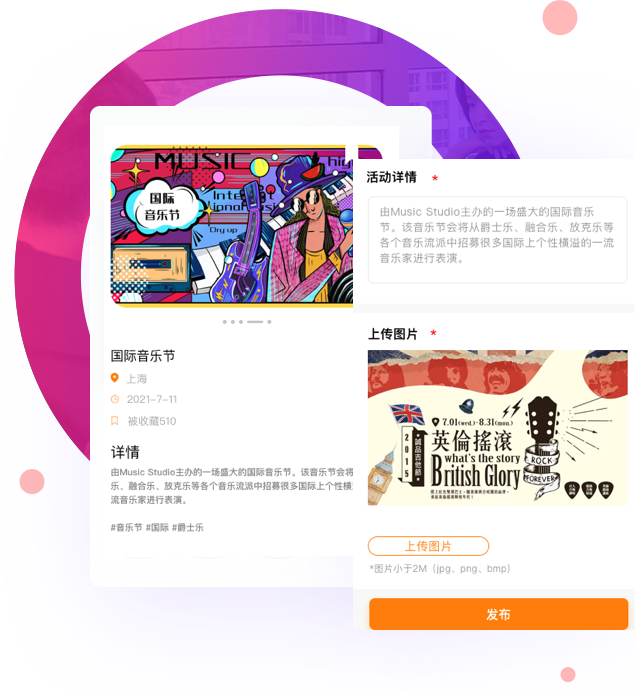 MUSIC
国际
音乐节
Dry up
国际音乐节
上海
2021-7-11
被收藏510
详情
由Music Studio主办的一场盛大的国际音乐节。该音乐节会将
乐、融合乐、放克乐等各个音乐流派中招募很多国际上个性横
流音乐家进行表演。
#音乐节 #国际 #爵士乐
活动详情 *
由Music Studio主办的一场盛大的国际音乐
节。该音乐节会将从爵士乐、融合乐、放克乐等
各个音乐流派中招募很多国际上个性横溢的一流
音乐家进行表演。
上传图片 *
7.01(wed.)-8.31(mon.)
2015
誠品吉他節
英倫搖滾
what's the story
British Glory
ROCK
FOREVER
上传图片
*图片小于2M（jpg、png、bmp）
发布